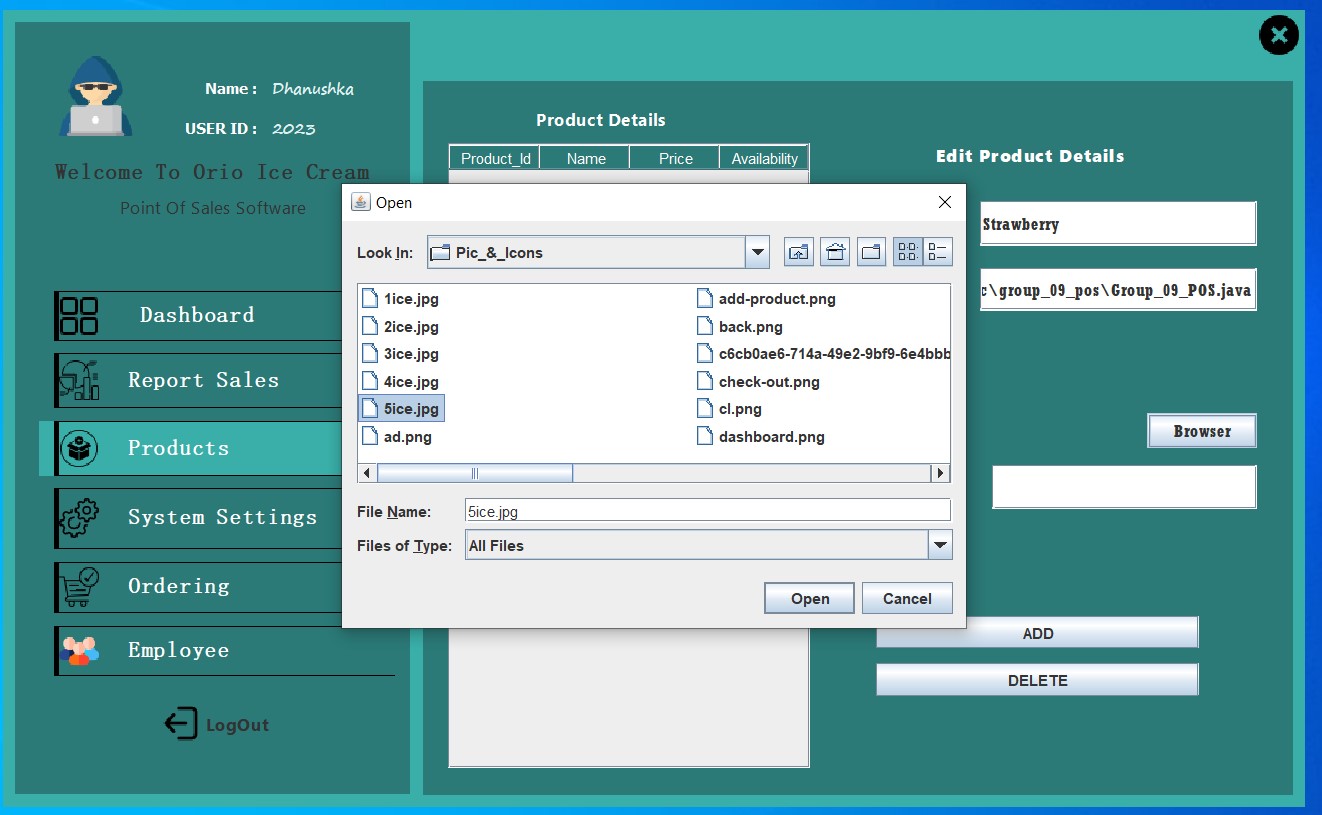 Name : Dhanushka
USER ID : 2023
Welcome To Orio Ice Cream
Point Of Sales Software
Dashboard
Report Sales
Products
System Settings
Ordering
Employee
LogOut
Product Details
Product_Id Name Price Availability
Edit Product Details
Strawberry
c\group_09_pos\Group_09_POS.java
Browser
ADD
DELETE
Open
Look In: Pic_&_Icons
1ice.jpg
2ice.jpg
3ice.jpg
4ice.jpg
5ice.jpg
ad.png
add-product.png
back.png
c6cb0ae6-714a-49e2-9bf9-6e4bbb
check-out.png
cl.png
dashboard.png
File Name: 5ice.jpg
Files of Type: All Files
Open Cancel